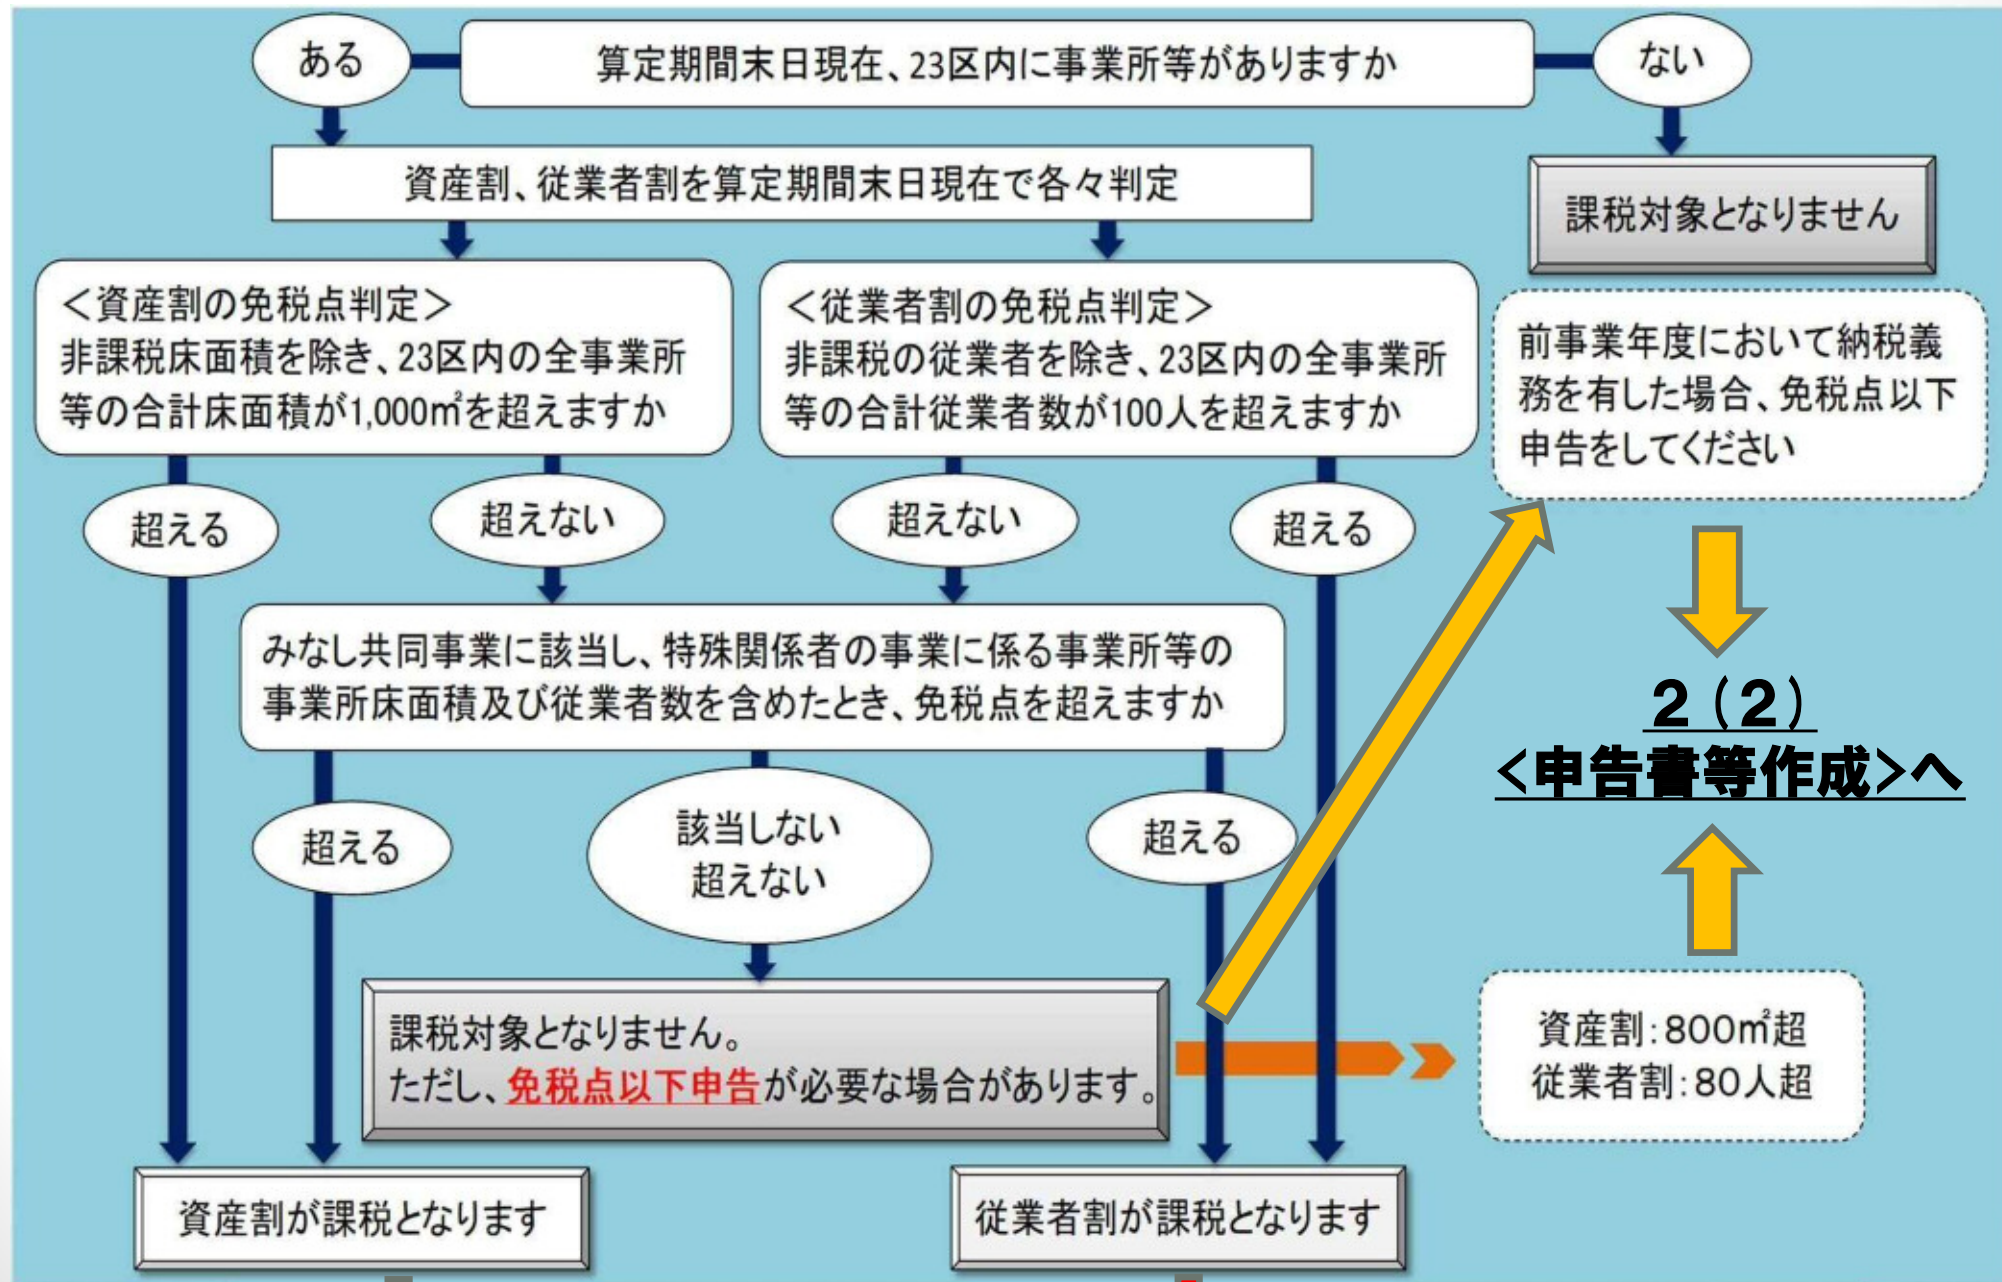 算定期間末日現在、23区内に事業所等がありますか
ある
ない
資産割、従業者割を算定期間末日現在で各々判定
課税対象となりません
＜資産割の免税点判定＞
非課税床面積を除き、23区内の全事業所
等の合計床面積が1,000㎡を超えますか
＜従業者割の免税点判定＞
非課税の従業者を除き、23区内の全事業所
等の合計従業者数が100人を超えますか
前事業年度において納税義
務を有した場合、免税点以下
申告をしてください
超える
超えない
超えない
超える
みなし共同事業に該当し、特殊関係者の事業に係る事業所等の
事業所床面積及び従業者数を含めたとき、免税点を超えますか
２（２）
<申告書等作成>へ
超える
該当しない
超えない
超える
課税対象となりません。
ただし、免税点以下申告が必要な場合があります。
資産割：800㎡超
従業者割：80人超
資産割が課税となります
従業者割が課税となります